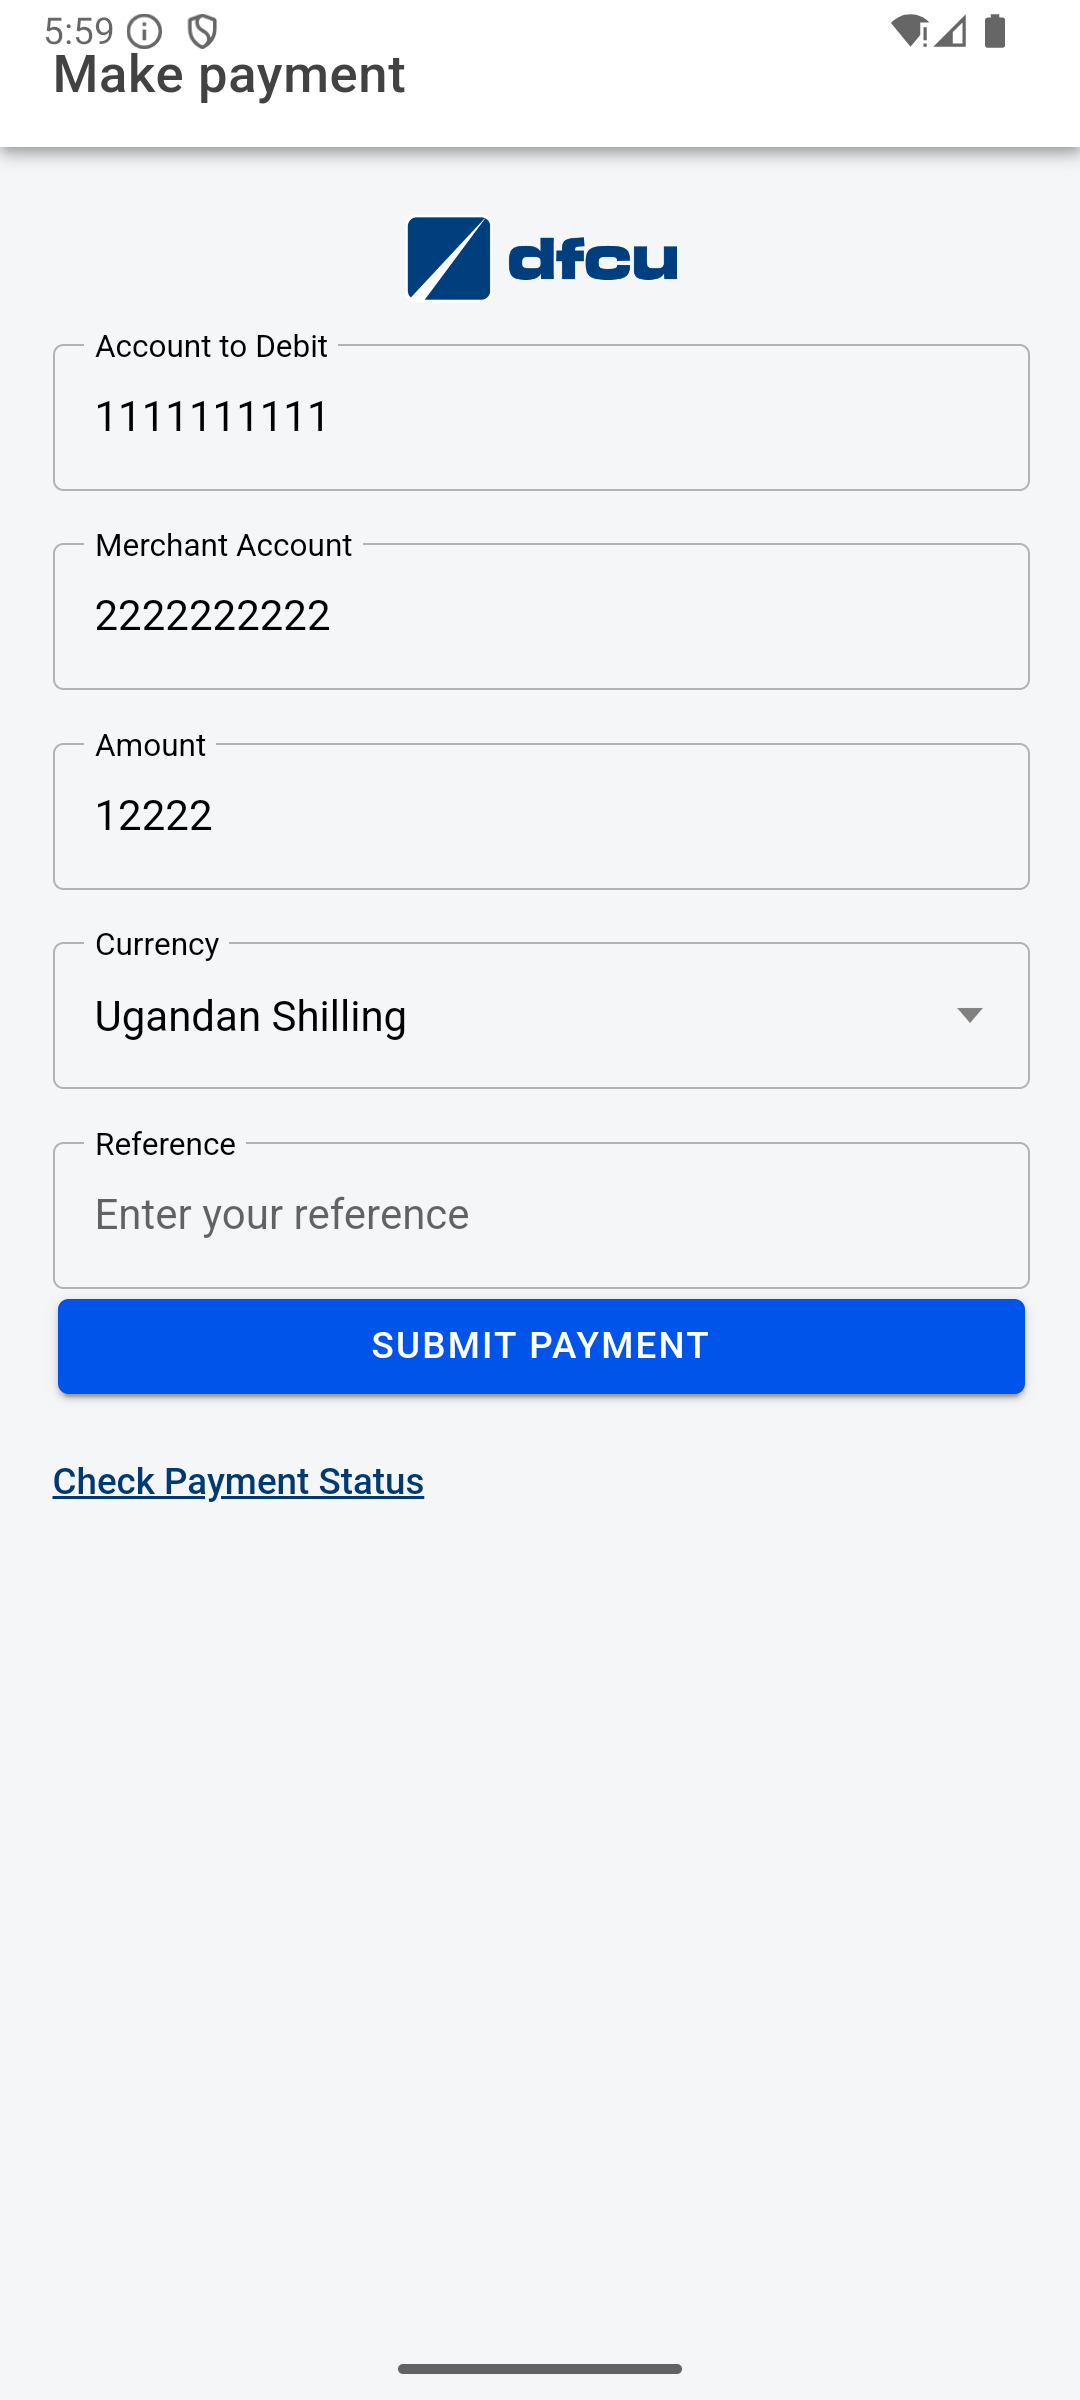 5:59
Make payment
dfcu
Account to Debit
1111111111
Merchant Account
2222222222
Amount
12222
Currency
Ugandan Shilling
Reference
Enter your reference
SUBMIT PAYMENT
Check Payment Status